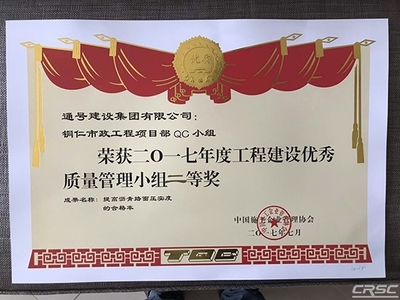 通号建设集团有限公司：
铜仁市政工程项目部QC小组
荣获二〇一七年度工程建设优秀
质量管理小组二等奖
成果名称：提高沥青路面压实度
的合格率
中国施工企业管理协会
二〇一七年七月
TQC
CRSC